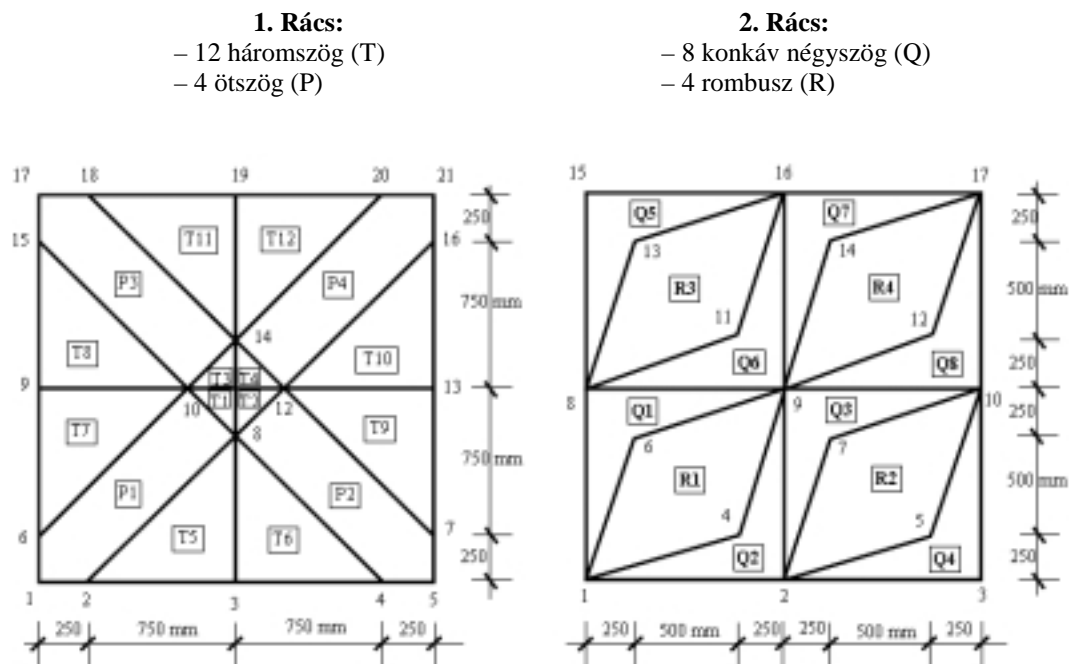 1. Rács:
– 12 háromszög (T)
– 4 ötszög (P)
2. Rács:
– 8 konkáv négyszög (Q)
– 4 rombusz (R)
17 18 19 20 21
250
15 T11 T12 16
P3 P4
750 mm
14
T8 T3 T4 T10
9 13
10 T1 T2 12
T7 8 T9
750 mm
P1 P2
6 T5 T6 7
250
1 2 3 4 5
250 750 mm 750 mm 250
15 16 17
Q5 Q7 250
13 14
R3 R4 500 mm
11 12
Q6 Q8 250
8 9 10
Q1 Q3 250
6 7
R1 R2 500 mm
4 5
Q2 Q4 250
1 2 3
250 500 mm 250 250 500 mm 250